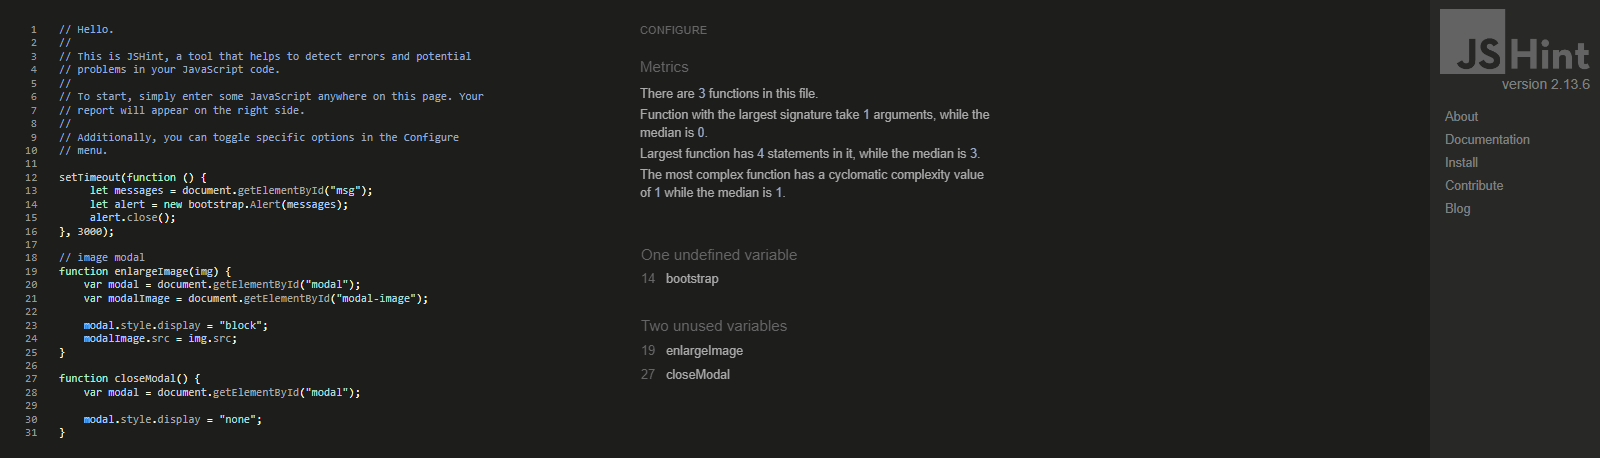 1 // Hello.
2 //
3 // This is JSHint, a tool that helps to detect errors and potential
4 // problems in your JavaScript code.
5 //
6 // To start, simply enter some JavaScript anywhere on this page. Your
7 // report will appear on the right side.
8 //
9 // Additionally, you can toggle specific options in the Configure
10 // menu.
11
12 setTimeout(function () {
13 let messages = document.getElementById("msg");
14 let alert = new bootstrap.Alert(messages);
15 alert.close();
16 }, 3000);
17
18 // image modal
19 function enlargeImage(img) {
20 var modal = document.getElementById("modal");
21 var modalImage = document.getElementById("modal-image");
22
23 modal.style.display = "block";
24 modalImage.src = img.src;
25 }
26
27 function closeModal() {
28 var modal = document.getElementById("modal");
29
30 modal.style.display = "none";
31 }
CONFIGURE
Metrics
There are 3 functions in this file.
Function with the largest signature take 1 arguments, while the
median is 0.
Largest function has 4 statements in it, while the median is 3.
The most complex function has a cyclomatic complexity value
of 1 while the median is 1.
One undefined variable
14 bootstrap
Two unused variables
19 enlargeImage
27 closeModal
JSHint
version 2.13.6
About
Documentation
Install
Contribute
Blog